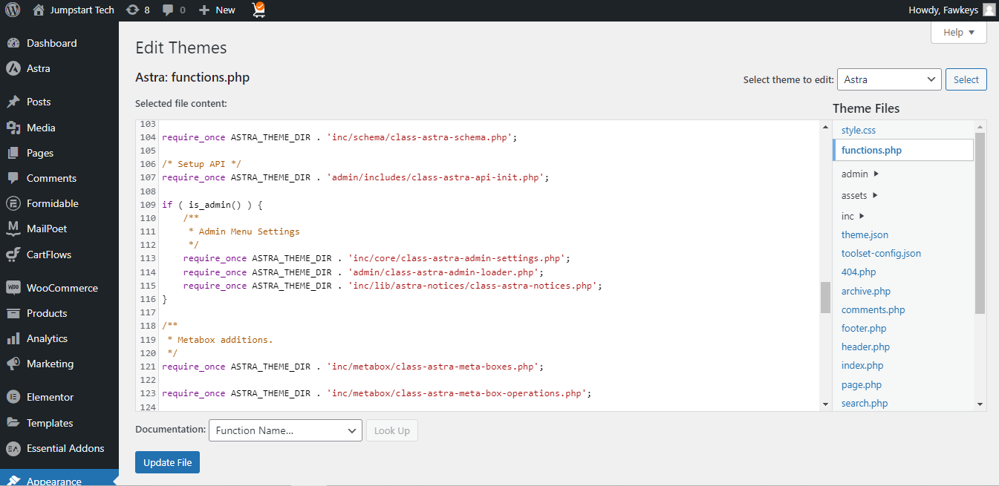 Jumpstart Tech 8 0 New Howdy, Fawkeys
Help
Dashboard
Astra
Posts
Media
Pages
Comments
Formidable
MailPoet
CartFlows
WooCommerce
Products
Analytics
Marketing
Elementor
Templates
Essential Addons
Appearance
Edit Themes
Astra: functions.php
Select theme to edit: Astra Select
Selected file content:
103
104 require_once ASTRA_THEME_DIR . 'inc/schema/class-astra-schema.php';
105
106 /* Setup API */
107 require_once ASTRA_THEME_DIR . 'admin/includes/class-astra-api-init.php';
108
109 if ( is_admin() ) {
110 /**
111 * Admin Menu Settings
112 */
113 require_once ASTRA_THEME_DIR . 'inc/core/class-astra-admin-settings.php';
114 require_once ASTRA_THEME_DIR . 'admin/class-astra-admin-loader.php';
115 require_once ASTRA_THEME_DIR . 'inc/lib/astra-notices/class-astra-notices.php';
116 }
117
118 /**
119 * Metabox additions.
120 */
121 require_once ASTRA_THEME_DIR . 'inc/metabox/class-astra-meta-boxes.php';
122
123 require_once ASTRA_THEME_DIR . 'inc/metabox/class-astra-meta-box-operations.php';
124
Theme Files
style.css
functions.php
admin
assets
inc
theme.json
toolset-config.json
404.php
archive.php
comments.php
footer.php
header.php
index.php
page.php
search.php
Documentation: Function Name... Look Up
Update File